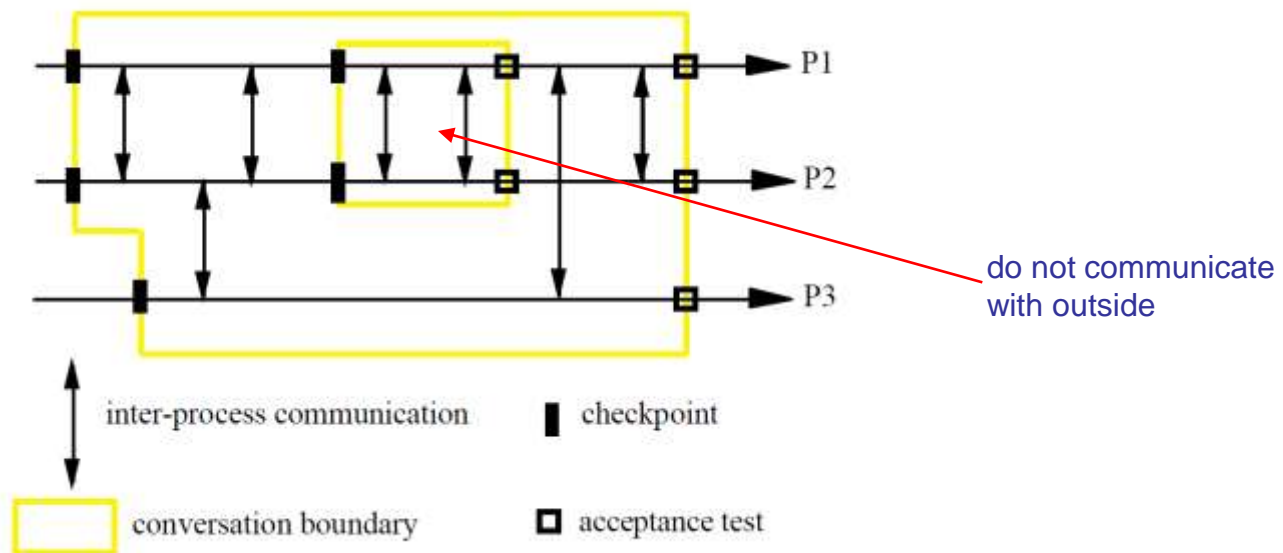 P1
P2
do not communicate
with outside
P3
inter-process communication
checkpoint
conversation boundary
acceptance test